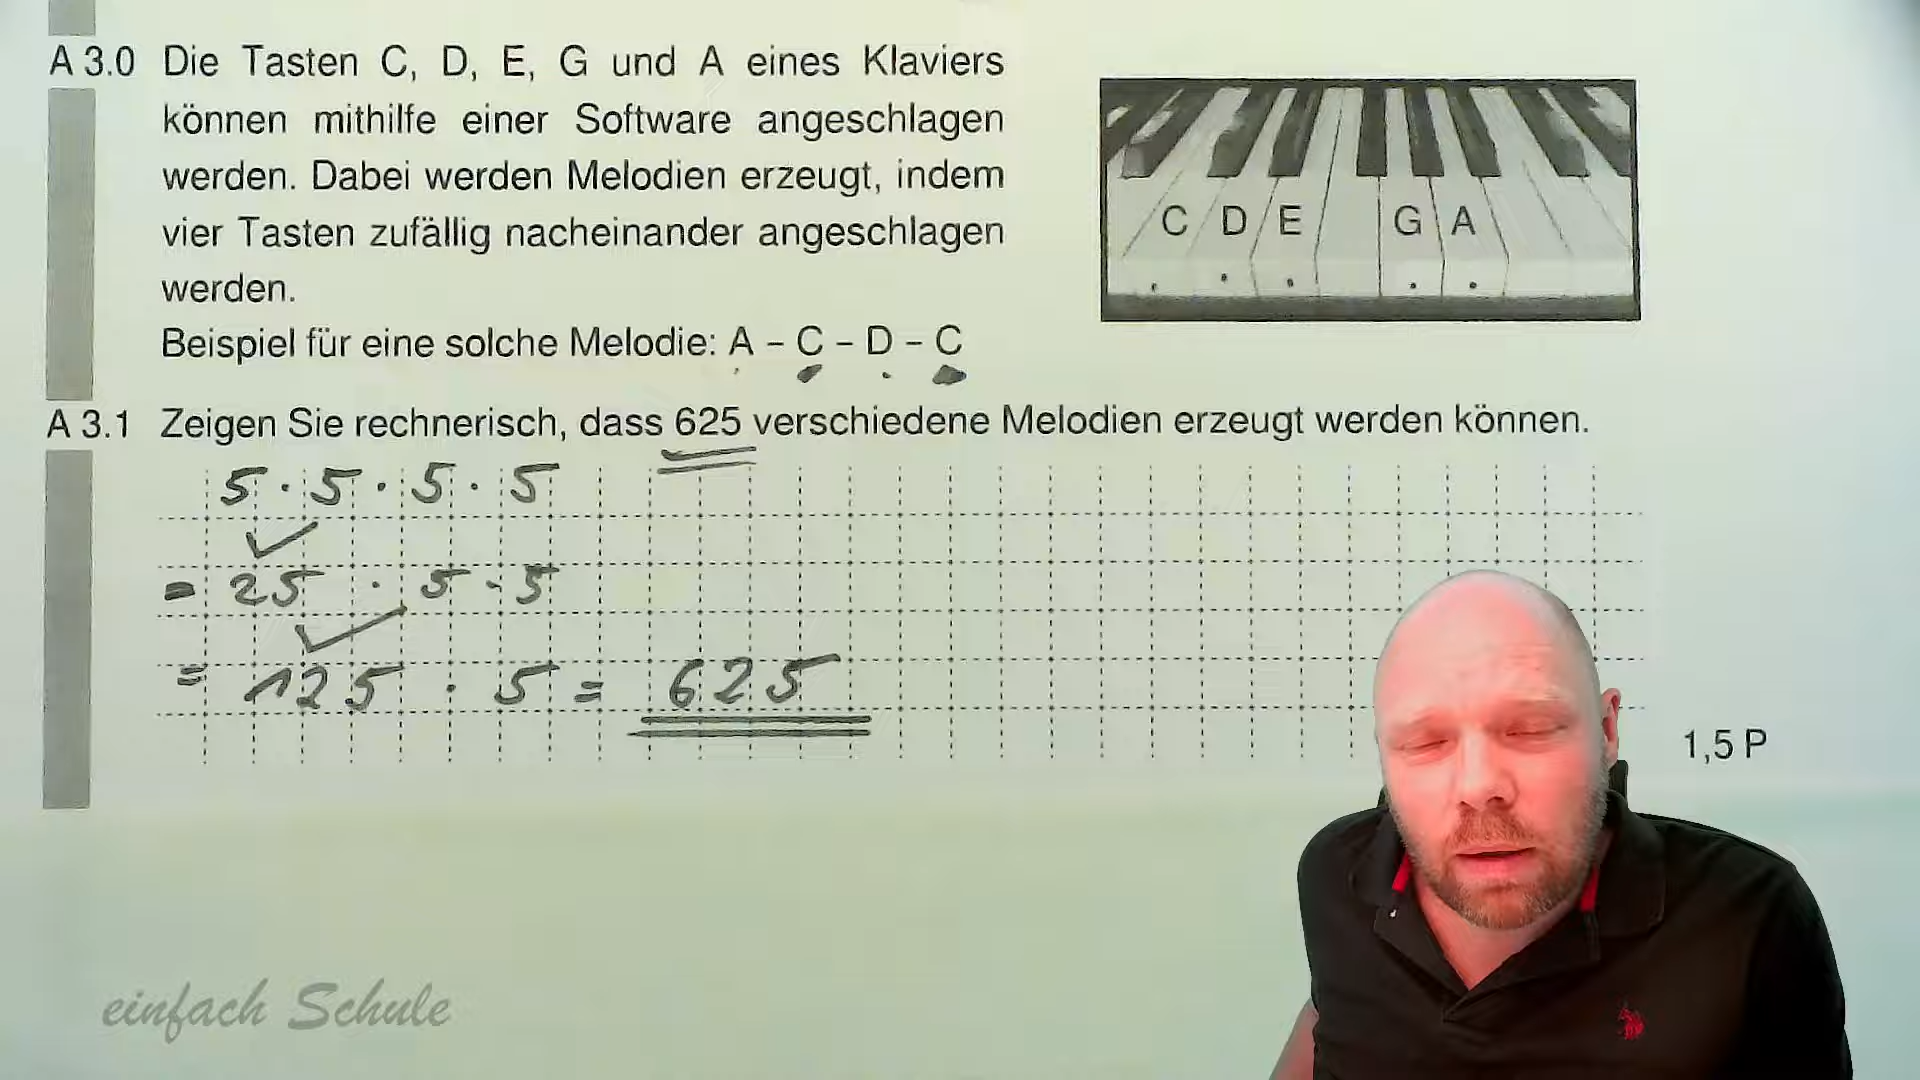 A 3.0 Die Tasten C, D, E, G und A eines Klaviers
können mithilfe einer Software angeschlagen
werden. Dabei werden Melodien erzeugt, indem
vier Tasten zufällig nacheinander angeschlagen
werden.
Beispiel für eine solche Melodie: A – C – D – C
C D E G A
A 3.1 Zeigen Sie rechnerisch, dass 625 verschiedene Melodien erzeugt werden können.
5 · 5 · 5 · 5
= 25 · 5 · 5
= 125 · 5 = 625
1,5 P
einfach Schule